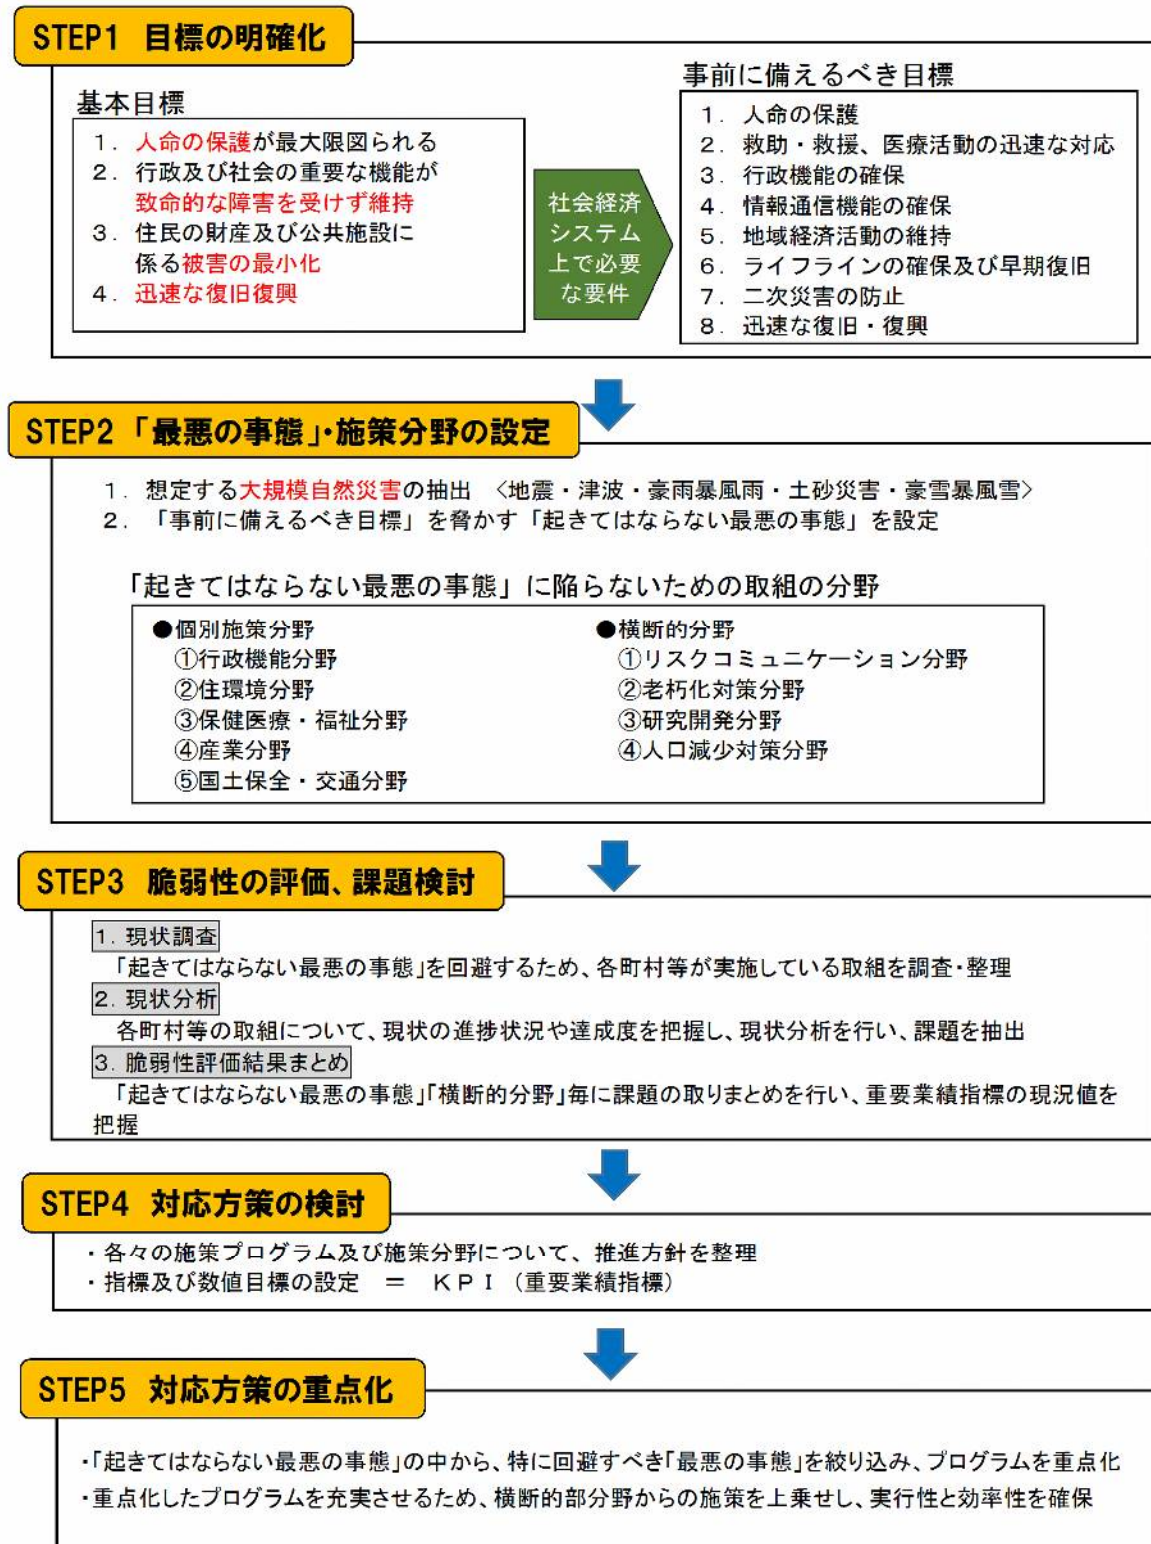 STEP1 目標の明確化
基本目標
1. 人命の保護が最大限図られる
2. 行政及び社会の重要な機能が
致命的な障害を受けず維持
3. 住民の財産及び公共施設に
係る被害の最小化
4. 迅速な復旧復興
社会経済
システム
上で必要
な要件
事前に備えるべき目標
1. 人命の保護
2. 救助・救援、医療活動の迅速な対応
3. 行政機能の確保
4. 情報通信機能の確保
5. 地域経済活動の維持
6. ライフラインの確保及び早期復旧
7. 二次災害の防止
8. 迅速な復旧・復興
STEP2 「最悪の事態」・施策分野の設定
1. 想定する大規模自然災害の抽出 <地震・津波・豪雨暴風雨・土砂災害・豪雪暴風雪>
2. 「事前に備えるべき目標」を脅かす「起きてはならない最悪の事態」を設定
「起きてはならない最悪の事態」に陥らないための取組の分野
●個別施策分野
①行政機能分野
②住環境分野
③保健医療・福祉分野
④産業分野
⑤国土保全・交通分野
●横断的分野
①リスクコミュニケーション分野
②老朽化対策分野
③研究開発分野
④人口減少対策分野
STEP3 脆弱性の評価、課題検討
1. 現状調査
「起きてはならない最悪の事態」を回避するため、各町村等が実施している取組を調査・整理
2. 現状分析
各町村等の取組について、現状の進捗状況や達成度を把握し、現状分析を行い、課題を抽出
3. 脆弱性評価結果まとめ
「起きてはならない最悪の事態」「横断的分野」毎に課題の取りまとめを行い、重要業績指標の現況値を
把握
STEP4 対応方策の検討
・各々の施策プログラム及び施策分野について、推進方針を整理
・指標及び数値目標の設定 = KPI(重要業績指標)
STEP5 対応方策の重点化
・「起きてはならない最悪の事態」の中から、特に回避すべき「最悪の事態」を絞り込み、プログラムを重点化
・重点化したプログラムを充実させるため、横断的部分野からの施策を上乗せし、実行性と効率性を確保